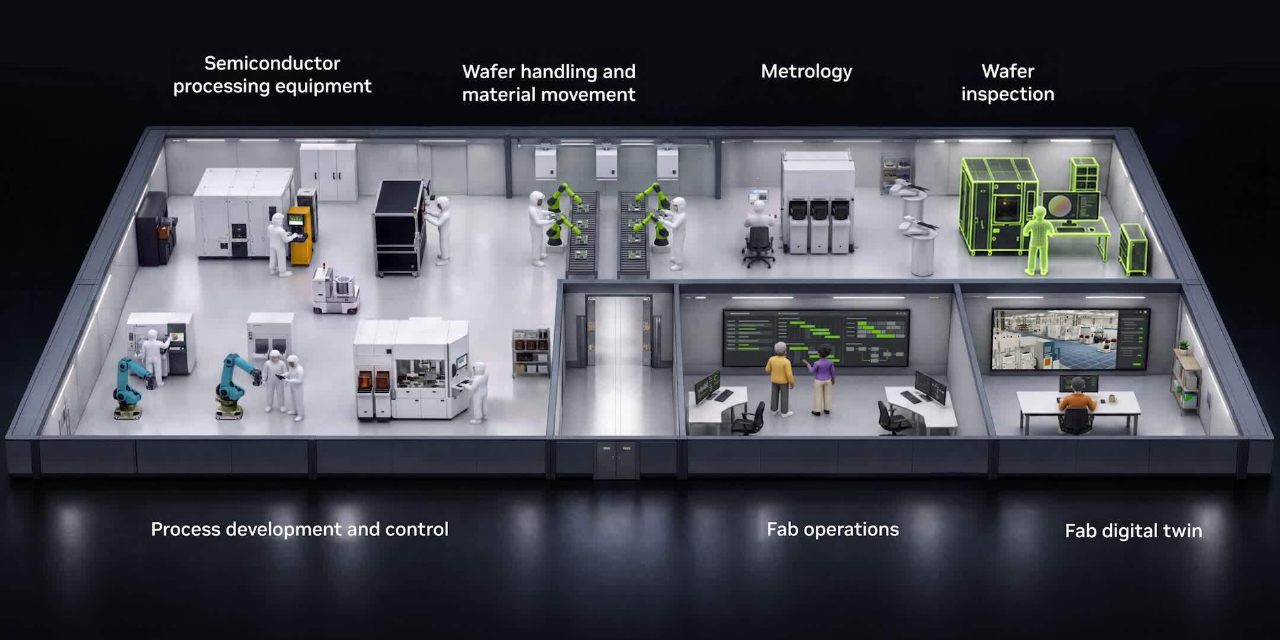 Semiconductor
processing equipment
Wafer handling and
material movement
Metrology
Wafer
inspection
Process development and control
Fab operations
Fab digital twin